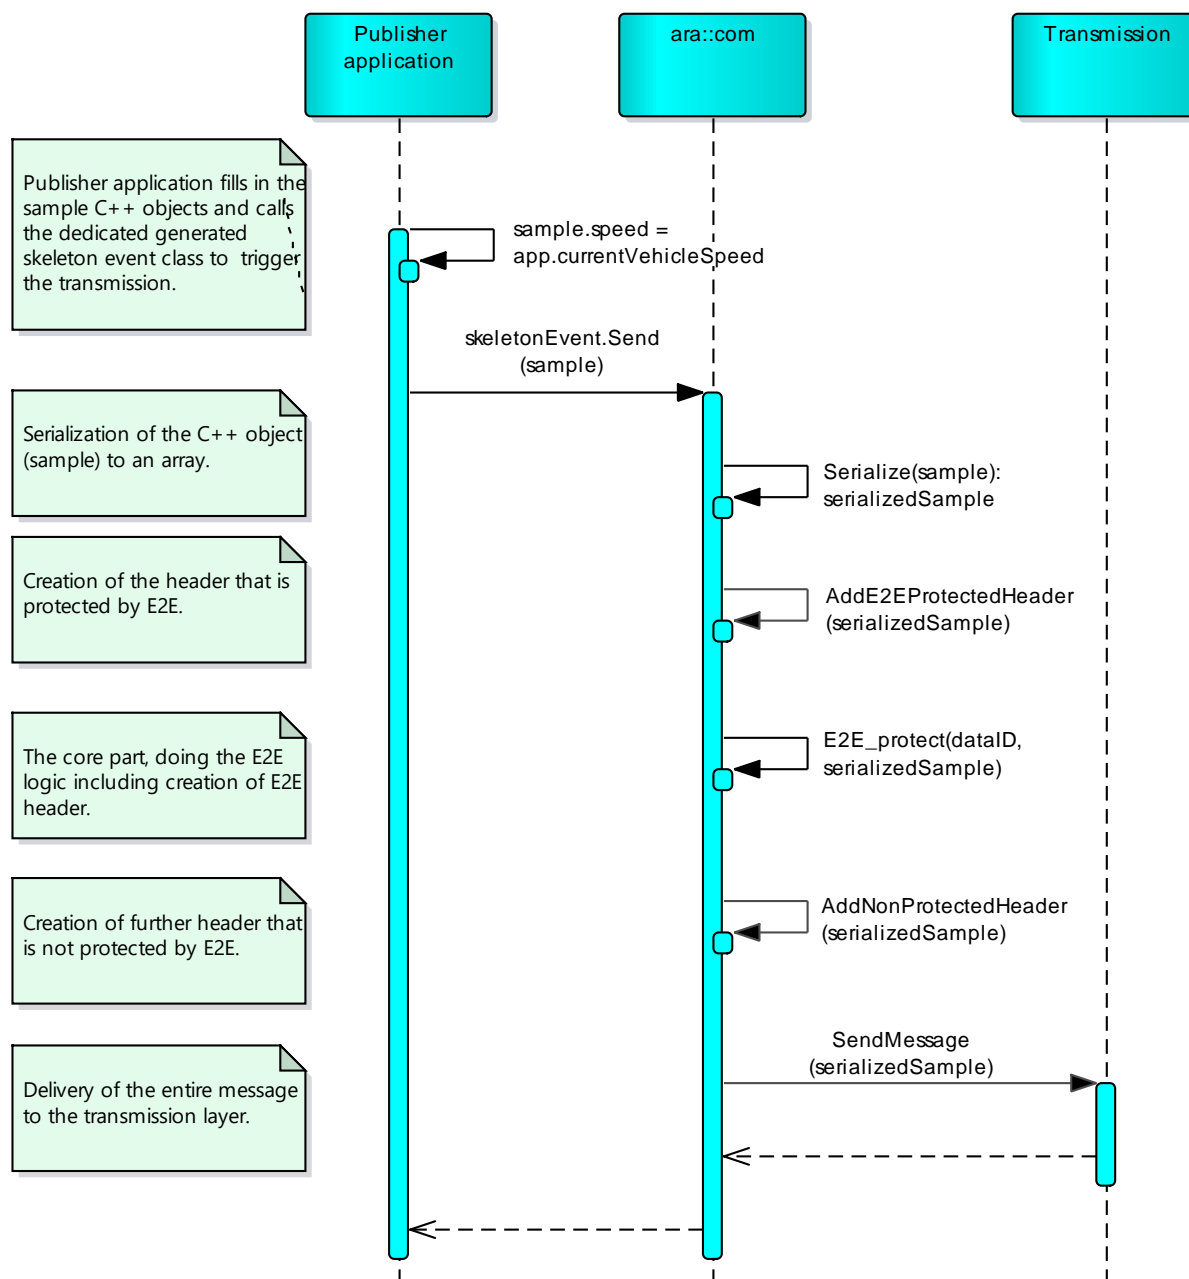 Publisher
application
ara::com
Transmission
Publisher application fills in the
sample C++ objects and calls
the dedicated generated
skeleton event class to  trigger
the transmission.
sample.speed =
app.currentVehicleSpeed
skeletonEvent.Send
(sample)
Serialization of the C++ object
(sample) to an array.
Serialize(sample):
serializedSample
Creation of the header that is
protected by E2E.
AddE2EProtectedHeader
(serializedSample)
The core part, doing the E2E
logic including creation of E2E
header.
E2E_protect(dataID,
serializedSample)
Creation of further header that
is not protected by E2E.
AddNonProtectedHeader
(serializedSample)
SendMessage
(serializedSample)
Delivery of the entire message
to the transmission layer.